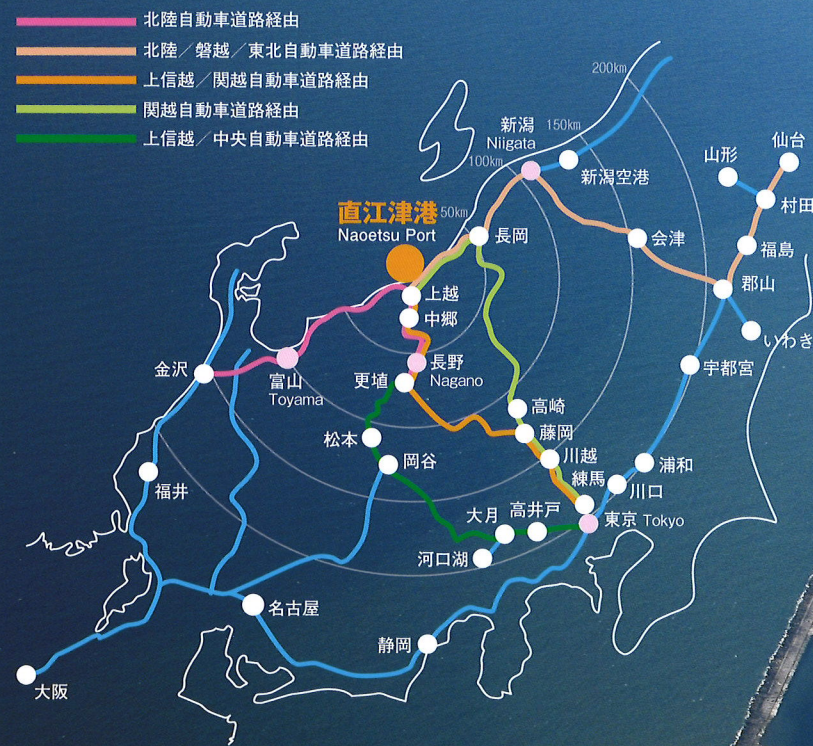 北陸自動車道路経由
北陸／磐越／東北自動車道路経由
上信越／関越自動車道路経由
関越自動車道路経由
上信越／中央自動車道路経由
200km
150km
100km
50km
新潟
Niigata
新潟空港
仙台
山形
村田
会津
福島
郡山
いわき
直江津港
Naoetsu Port
長岡
上越
中郷
長野
Nagano
更埴
金沢
富山
Toyama
宇都宮
高崎
藤岡
松本
岡谷
川越
浦和
練馬
川口
福井
大月
高井戸
東京 Tokyo
河口湖
名古屋
静岡
大阪